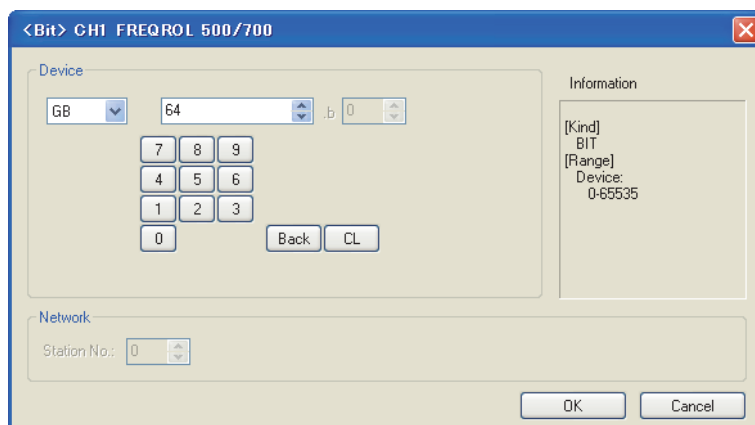 <Bit> CH1 FREQROL 500/700
Device
GB 64 .b 0
7 8 9
4 5 6
1 2 3
0 Back CL
Information
[Kind]
BIT
[Range]
Device:
0-65535
Network
Station No.: 0
OK Cancel